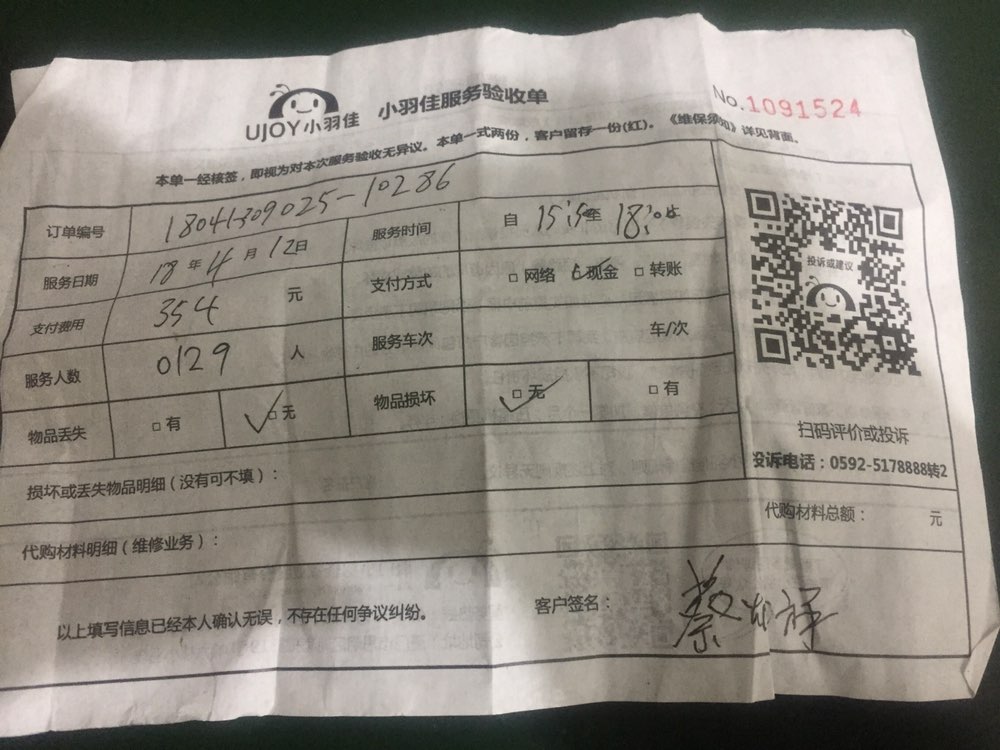 UJOY小羽佳 小羽佳服务验收单
No.1091524
本单一经核签，即视为对本次服务验收无异议。本单一式两份，客户留存一份(红)。《维保须知》详见背面。
订单编号 18041309025-10286
服务日期 18年4月12日 服务时间 自 15:15至 18:
支付费用 354 元 支付方式 □网络 □现金 □转账
服务人数 0129 人 服务车次 车/次
物品丢失 □有 □无 物品损坏 □无 □有
投诉或建议
扫码评价或投诉
投诉电话：0592-5178888转2
损坏或丢失物品明细（没有可不填）：
代购材料明细（维修业务）：
代购材料总额： 元
以上填写信息已经本人确认无误，不存在任何争议纠纷。
客户签名：蔡